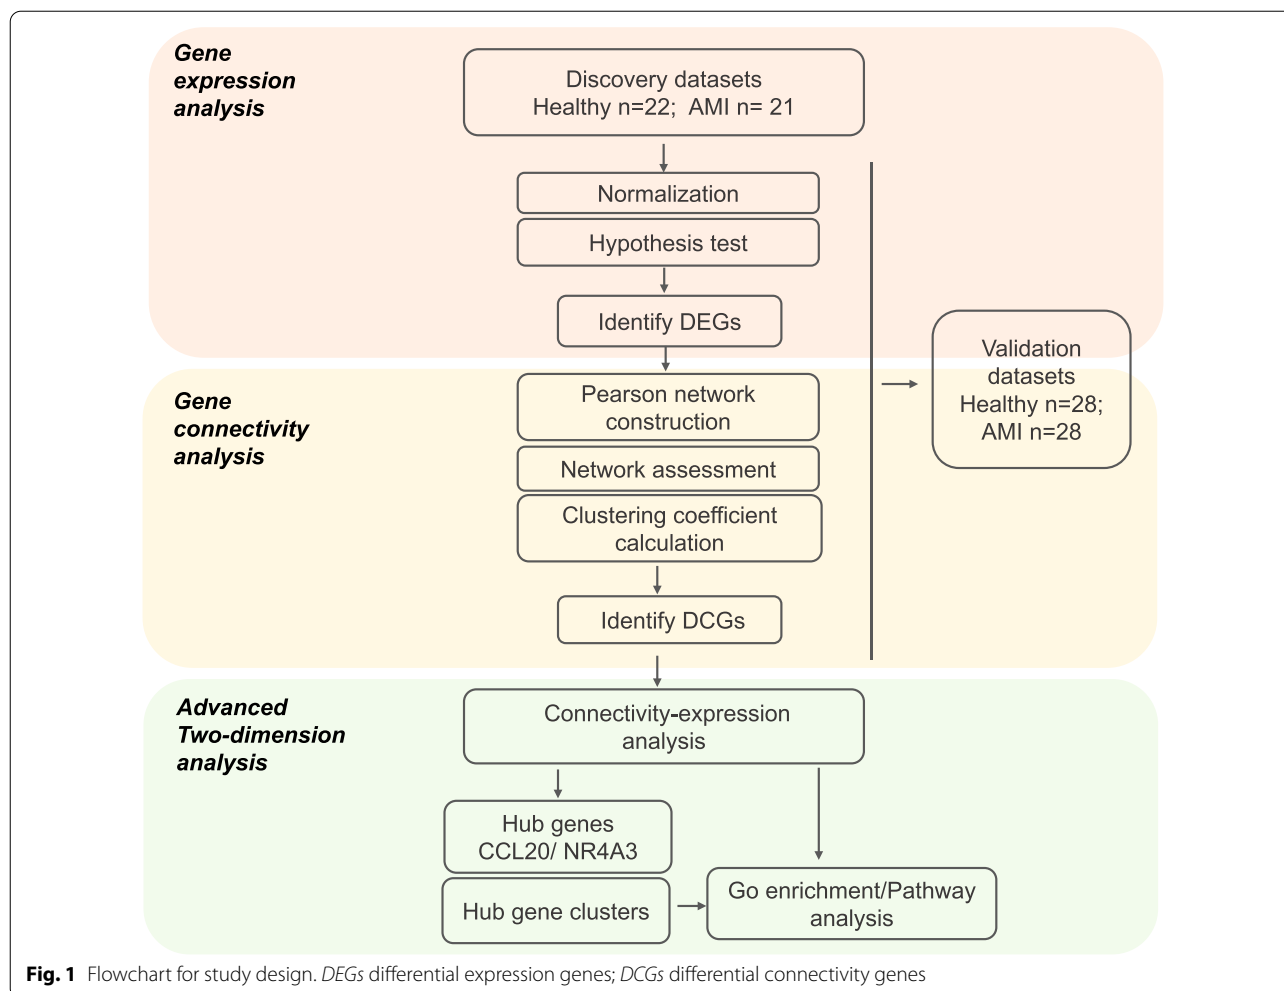 Gene
expression
analysis
Discovery datasets
Healthy n=22;  AMI n= 21
Normalization
Hypothesis test
Identify DEGs
Validation
datasets
Healthy n=28;
AMI n=28
Gene
connectivity
analysis
Pearson network
construction
Network assessment
Clustering coefficient
calculation
Identify DCGs
Advanced
Two-dimension
analysis
Connectivity-expression
analysis
Hub genes
CCL20/ NR4A3
Hub gene clusters
Go enrichment/Pathway
analysis
Fig. 1  Flowchart for study design. DEGs differential expression genes; DCGs differential connectivity genes